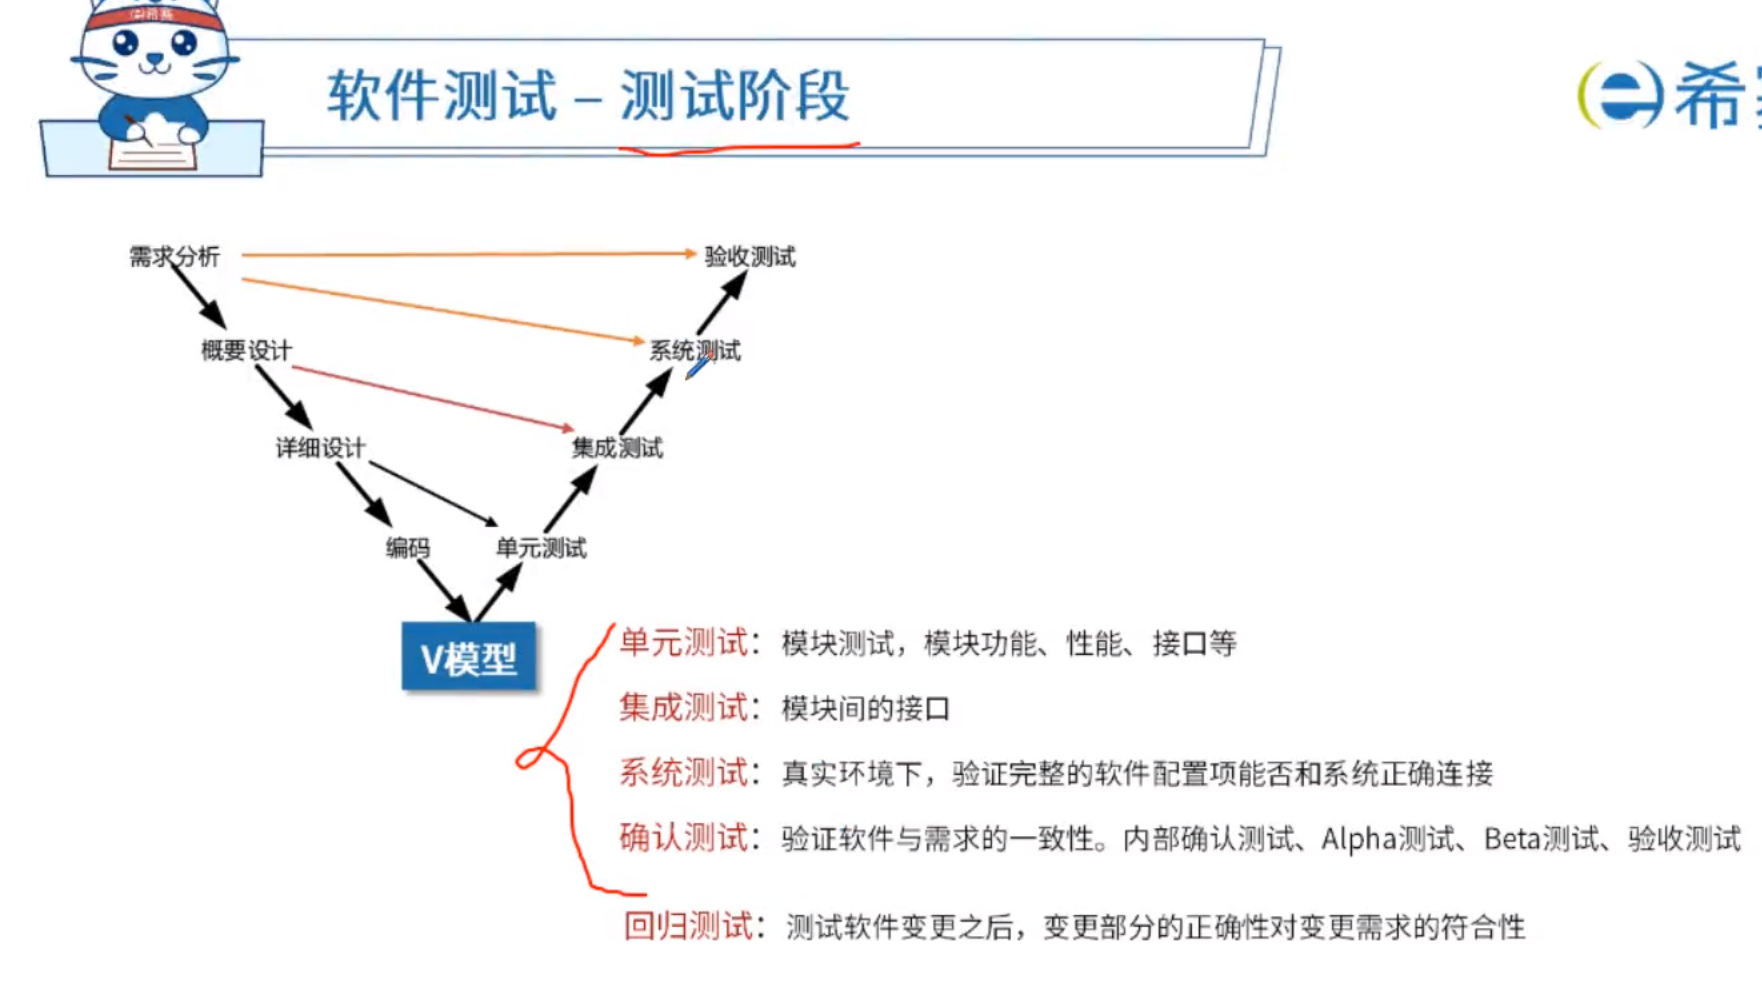 软件测试 – 测试阶段
希
需求分析
验收测试
概要设计
系统测试
详细设计
集成测试
编码
单元测试
V模型
单元测试：模块测试，模块功能、性能、接口等
集成测试：模块间的接口
系统测试：真实环境下，验证完整的软件配置项能否和系统正确连接
确认测试：验证软件与需求的一致性。内部确认测试、Alpha测试、Beta测试、验收测试
回归测试：测试软件变更之后，变更部分的正确性对变更需求的符合性